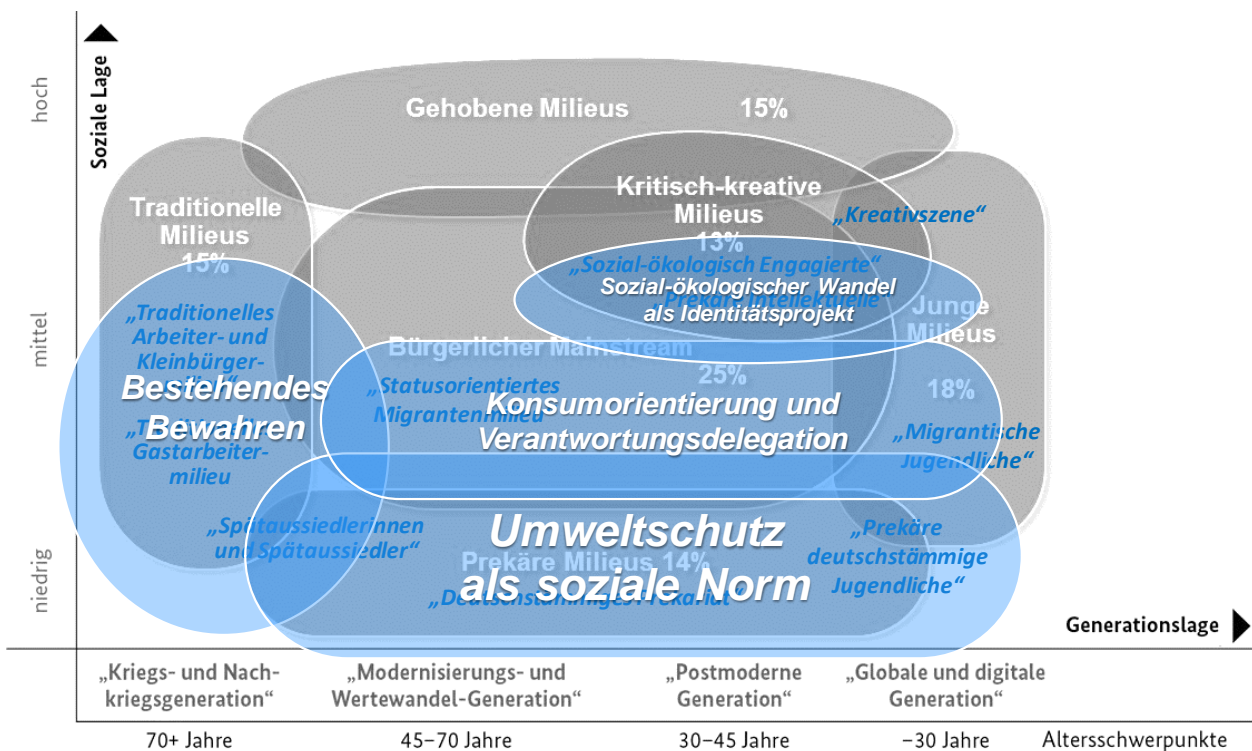 Soziale Lage
hoch
mittel
niedrig
Gehobene Milieus 15%
Kritisch-kreative
Milieus
13%
Traditionelle
Milieus
15%
„Kreativszene“
„Sozial-ökologisch Engagierte“
„Prekäre Intellektuelle“
Sozial-ökologischer Wandel
als Identitätsprojekt
Junge
Milieus
18%
„Traditionelles
Arbeiter- und
Kleinbürger-
Bestehendes
Bewahren
Gastarbeiter-
milieu
Bürgerlicher Mainstream
25%
„Statusorientiertes
Migrantenmilieu“
Konsumorientierung und
Verantwortungsdelegation
„Migrantische
Jugendliche“
„Spätaussiedlerinnen
und Spätaussiedler“
Umweltschutz
als soziale Norm
Prekäre Milieus 14%
„Deutschstämmiges Prekariat“
„Prekäre
deutschstämmige
Jugendliche“
Generationslage
„Kriegs- und Nach-
kriegsgeneration“
„Modernisierungs- und
Wertewandel-Generation“
„Postmoderne
Generation“
„Globale und digitale
Generation“
70+ Jahre
45–70 Jahre
30–45 Jahre
–30 Jahre
Altersschwerpunkte